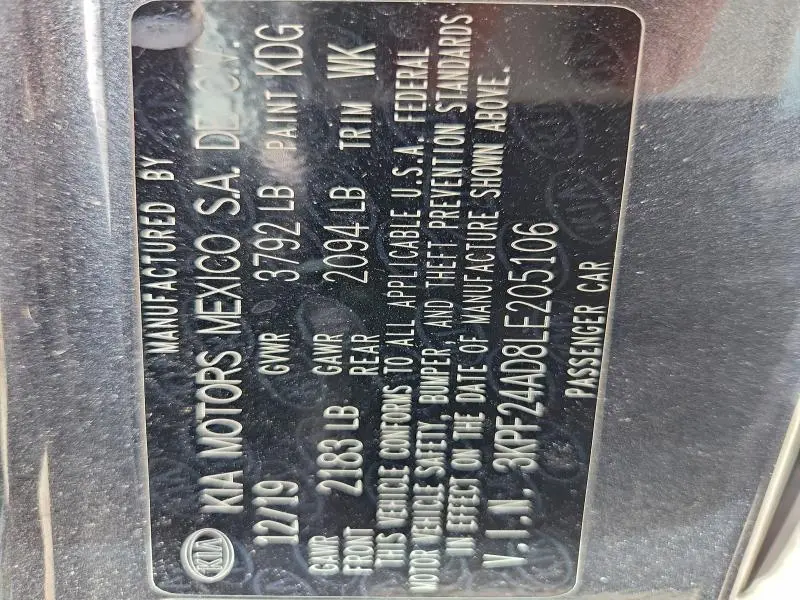 MANUFACTURED BY
KIA KIA MOTORS MEXICO S.A. DE C.V.
12/19 GVWR 3792 LB PAINT KDG
GAWR FRONT 2183 LB GAWR REAR 2094 LB TRIM WK
THIS VEHICLE CONFORMS TO ALL APPLICABLE U.S.A. FEDERAL
MOTOR VEHICLE SAFETY, BUMPER, AND THEFT PREVENTION STANDARDS
IN EFFECT ON THE DATE OF MANUFACTURE SHOWN ABOVE.
V.I.N. 3KPF24AD8LE205106
PASSENGER CAR